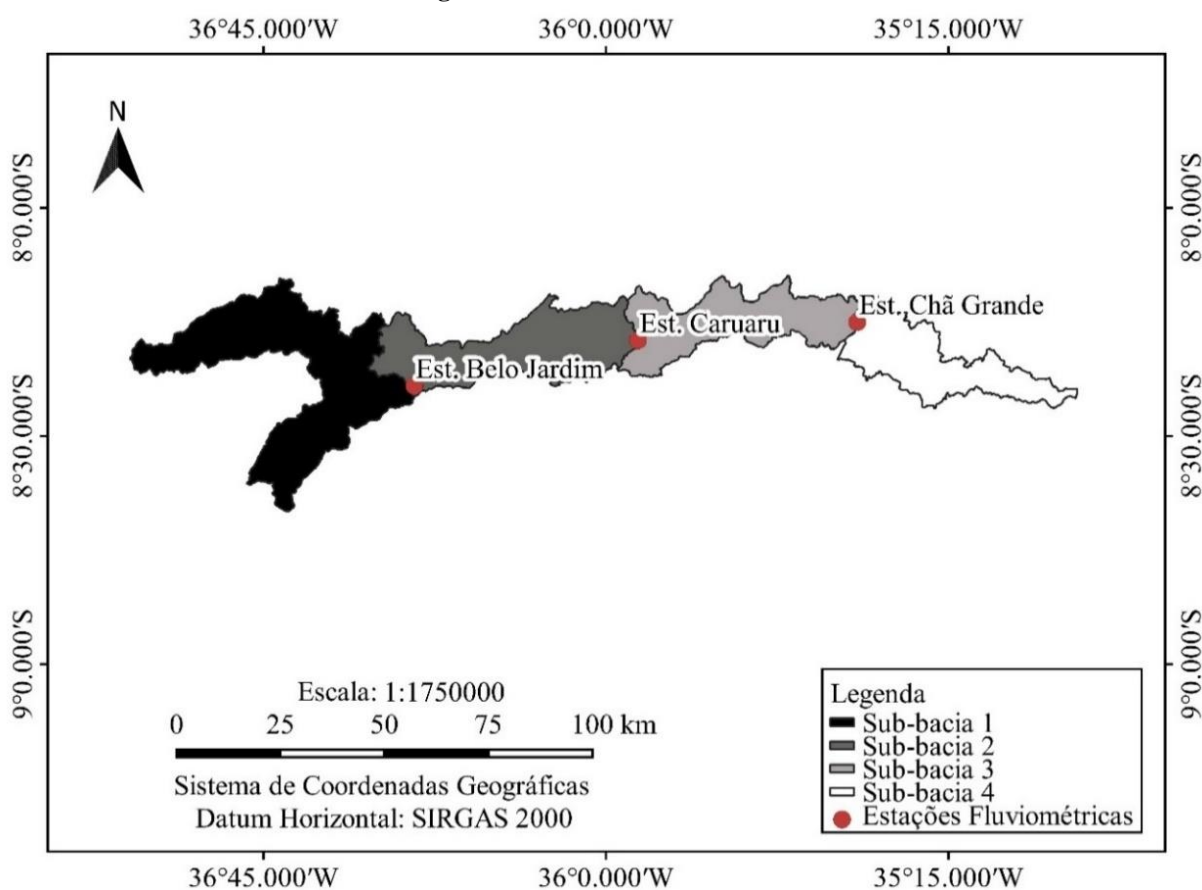 36°45.000′W 36°0.000′W 35°15.000′W
N
8°0.000′S 8°0.000′S
Est. Chã Grande
Est. Caruaru
Est. Belo Jardim
8°30.000′S 8°30.000′S
9°0.000′S 9°0.000′S
Escala: 1:1750000
0 25 50 75 100 km
Sistema de Coordenadas Geográficas
Datum Horizontal: SIRGAS 2000
Legenda
Sub-bacia 1
Sub-bacia 2
Sub-bacia 3
Sub-bacia 4
Estações Fluviométricas
36°45.000′W 36°0.000′W 35°15.000′W